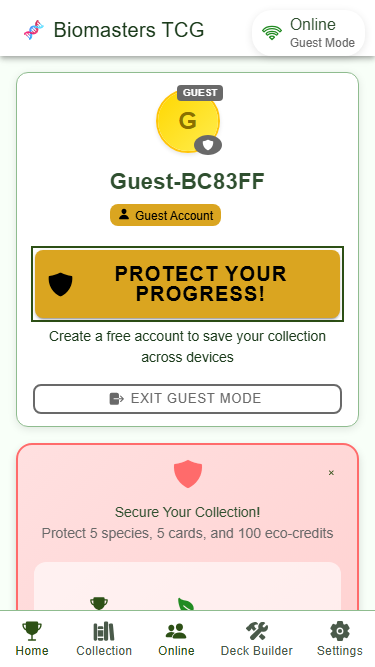 Biomasters TCG
Online
Guest Mode
GUEST
G
Guest-BC83FF
Guest Account
PROTECT YOUR
PROGRESS!
Create a free account to save your collection
across devices
EXIT GUEST MODE
×
Secure Your Collection!
Protect 5 species, 5 cards, and 100 eco-credits
Home
Collection
Online
Deck Builder
Settings